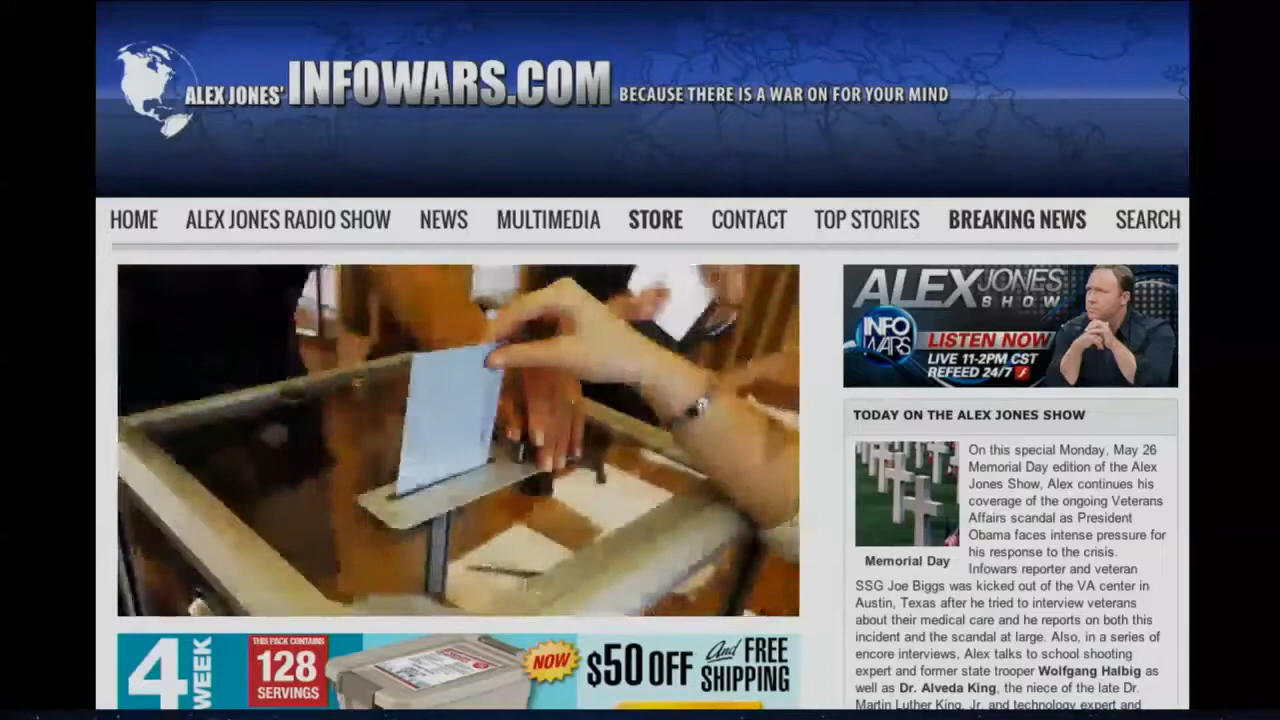 ALEX JONES' INFOWARS.COM BECAUSE THERE IS A WAR ON FOR YOUR MIND
HOME ALEX JONES RADIO SHOW NEWS MULTIMEDIA STORE CONTACT TOP STORIES BREAKING NEWS SEARCH
ALEX JONES
SHOW
INFO
WARS
LISTEN NOW
LIVE 11-2PM CST
REFEED 24/7
TODAY ON THE ALEX JONES SHOW
On this special Monday, May 26
Memorial Day edition of the Alex
Jones Show, Alex continues his
coverage of the ongoing Veterans
Affairs scandal as President
Obama faces intense pressure for
his response to the crisis.
Memorial Day
Infowars reporter and veteran
SSG Joe Biggs was kicked out of the VA center in
Austin, Texas after he tried to interview veterans
about their medical care and he reports on both this
incident and the scandal at large. Also, in a series of
encore interviews, Alex talks to school shooting
expert and former state trooper Wolfgang Halbig as
well as Dr. Alveda King, the niece of the late Dr.
Martin Luther King, Jr. and technology expert and
4 WEEK
THIS PACK CONTAINS
128
SERVINGS
NOW
$50 OFF And FREE
SHIPPING